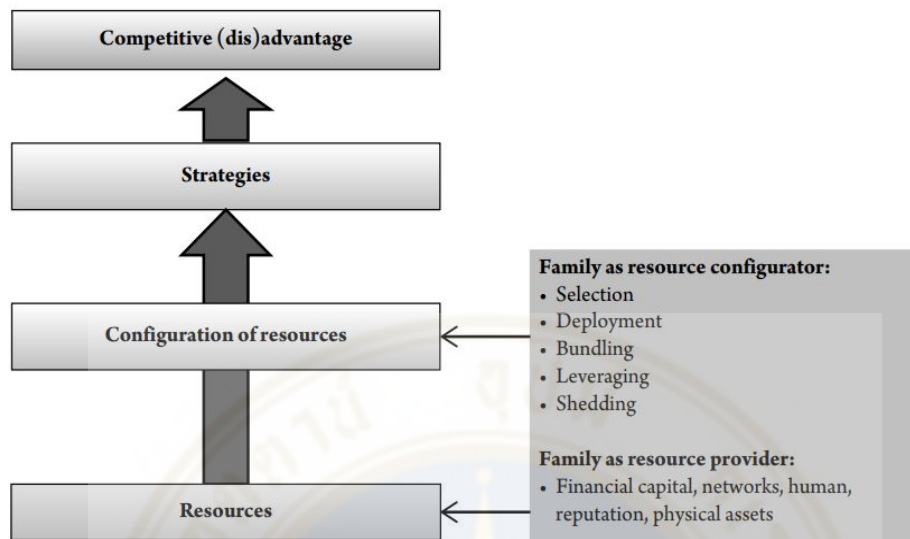 Competitive (dis)advantage
Strategies
Family as resource configurator:
• Selection
• Deployment
Configuration of resources
• Bundling
• Leveraging
• Shedding
Family as resource provider:
• Financial capital, networks, human,
Resources
reputation, physical assets